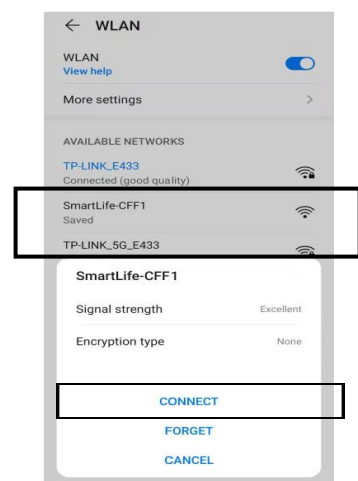 ← WLAN
WLAN
View help
More settings >
AVAILABLE NETWORKS
TP-LINK_E433
Connected (good quality)
SmartLife-CFF1
Saved
TP-LINK_5G_E433
SmartLife-CFF1
Signal strength Excellent
Encryption type None
CONNECT
FORGET
CANCEL